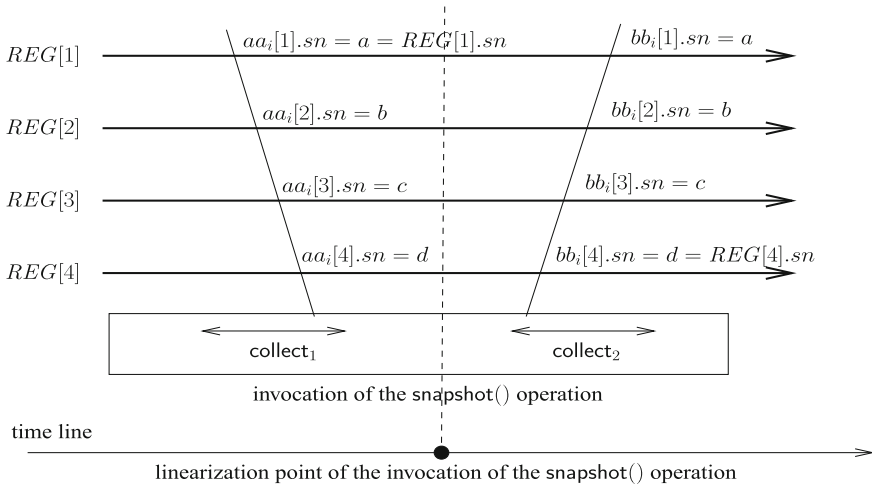 REG[1] aa_i[1].sn = a = REG[1].sn bb_i[1].sn = a
REG[2] aa_i[2].sn = b bb_i[2].sn = b
REG[3] aa_i[3].sn = c bb_i[3].sn = c
REG[4] aa_i[4].sn = d bb_i[4].sn = d = REG[4].sn
collect₁ collect₂
invocation of the snapshot() operation
time line
linearization point of the invocation of the snapshot() operation